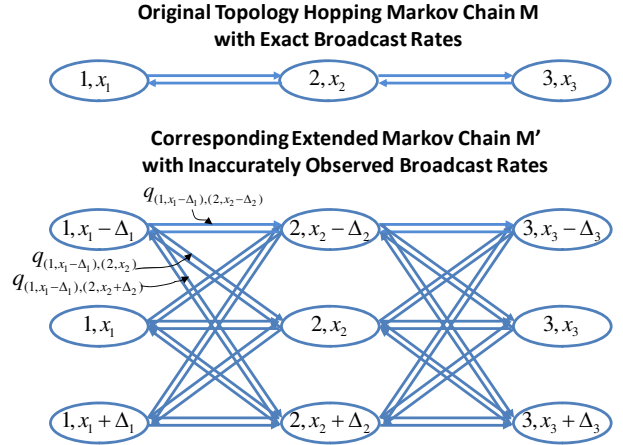 Original Topology Hopping Markov Chain M
with Exact Broadcast Rates
1, x₁
2, x₂
3, x₃
Corresponding Extended Markov Chain M'
with Inaccurately Observed Broadcast Rates
q₍₁,ₓ₁₋Δ₁₎,₍₂,ₓ₂₋Δ₂₎
1, x₁ − Δ₁
2, x₂ − Δ₂
3, x₃ − Δ₃
q₍₁,ₓ₁₋Δ₁₎,₍₂,ₓ₂₎
q₍₁,ₓ₁₋Δ₁₎,₍₂,ₓ₂₊Δ₂₎
1, x₁
2, x₂
3, x₃
1, x₁ + Δ₁
2, x₂ + Δ₂
3, x₃ + Δ₃